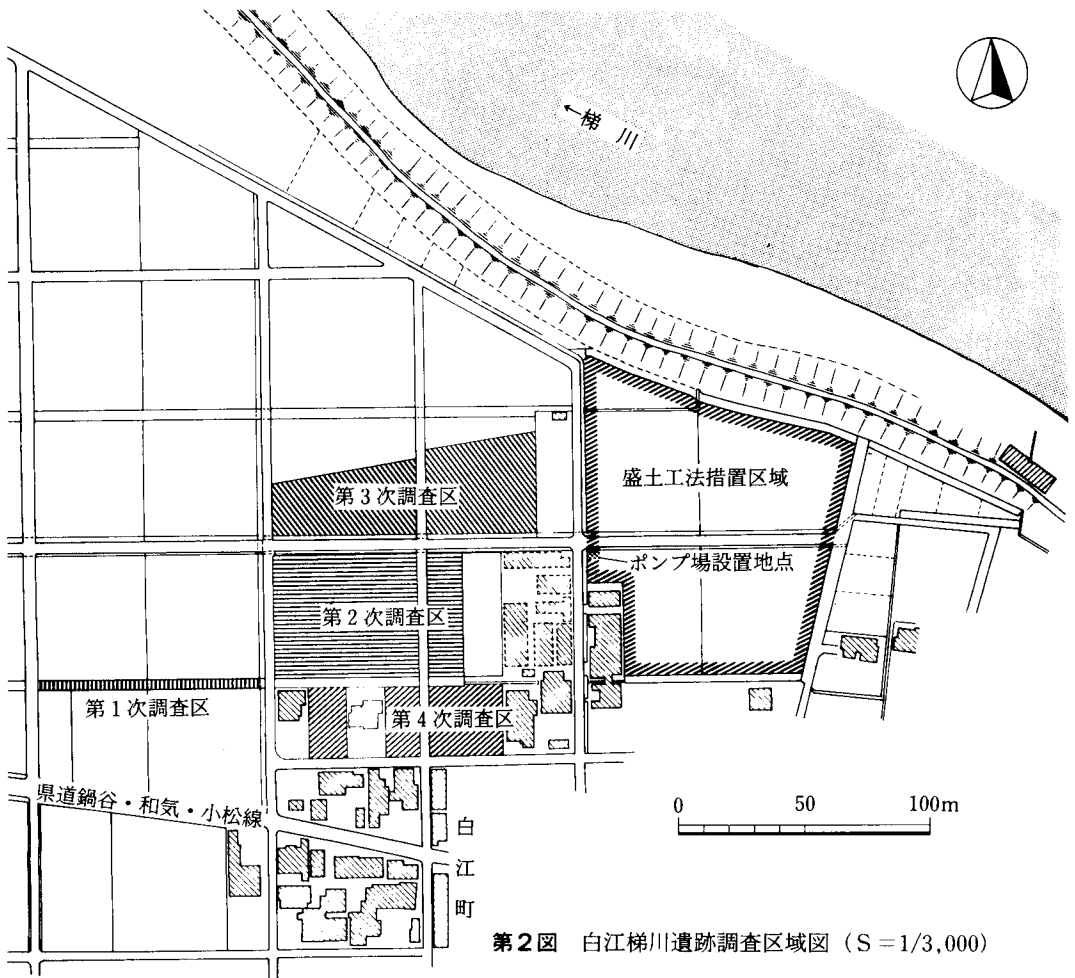 ←梯川
第3次調査区
盛土工法措置区域
ポンプ場設置地点
第2次調査区
第1次調査区
第4次調査区
県道鍋谷・和気・小松線
白江町
0 50 100m
第2図 白江梯川遺跡調査区域図 (S=1/3,000)